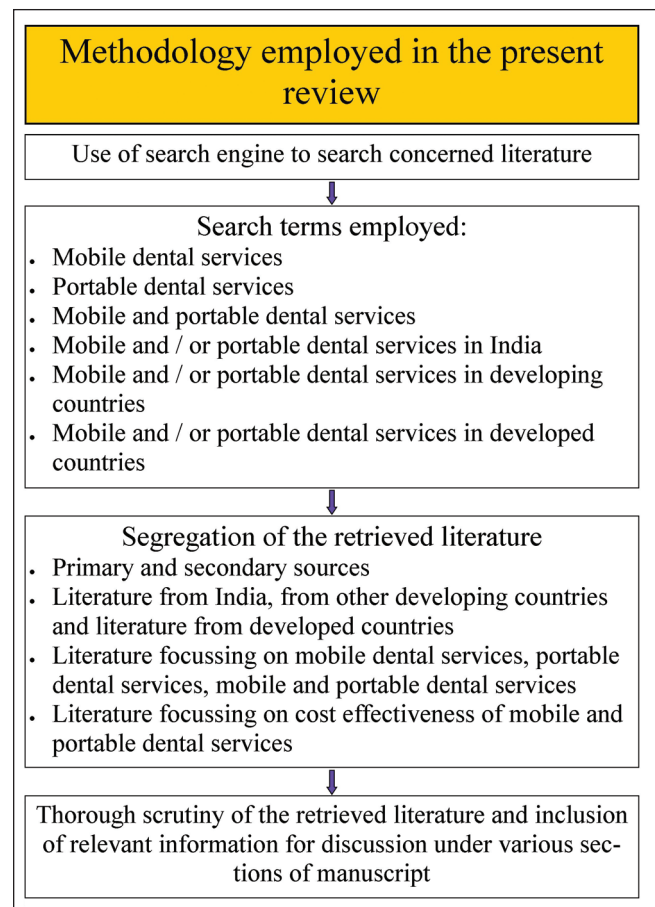 Methodology employed in the present
review
Use of search engine to search concerned literature
Search terms employed:
• Mobile dental services
• Portable dental services
• Mobile and portable dental services
• Mobile and / or portable dental services in India
• Mobile and / or portable dental services in developing
countries
• Mobile and / or portable dental services in developed
countries
Segregation of the retrieved literature
• Primary and secondary sources
• Literature from India, from other developing countries
and literature from developed countries
• Literature focussing on mobile dental services, portable
dental services, mobile and portable dental services
• Literature focussing on cost effectiveness of mobile and
portable dental services
Thorough scrutiny of the retrieved literature and inclusion
of relevant information for discussion under various sec-
tions of manuscript